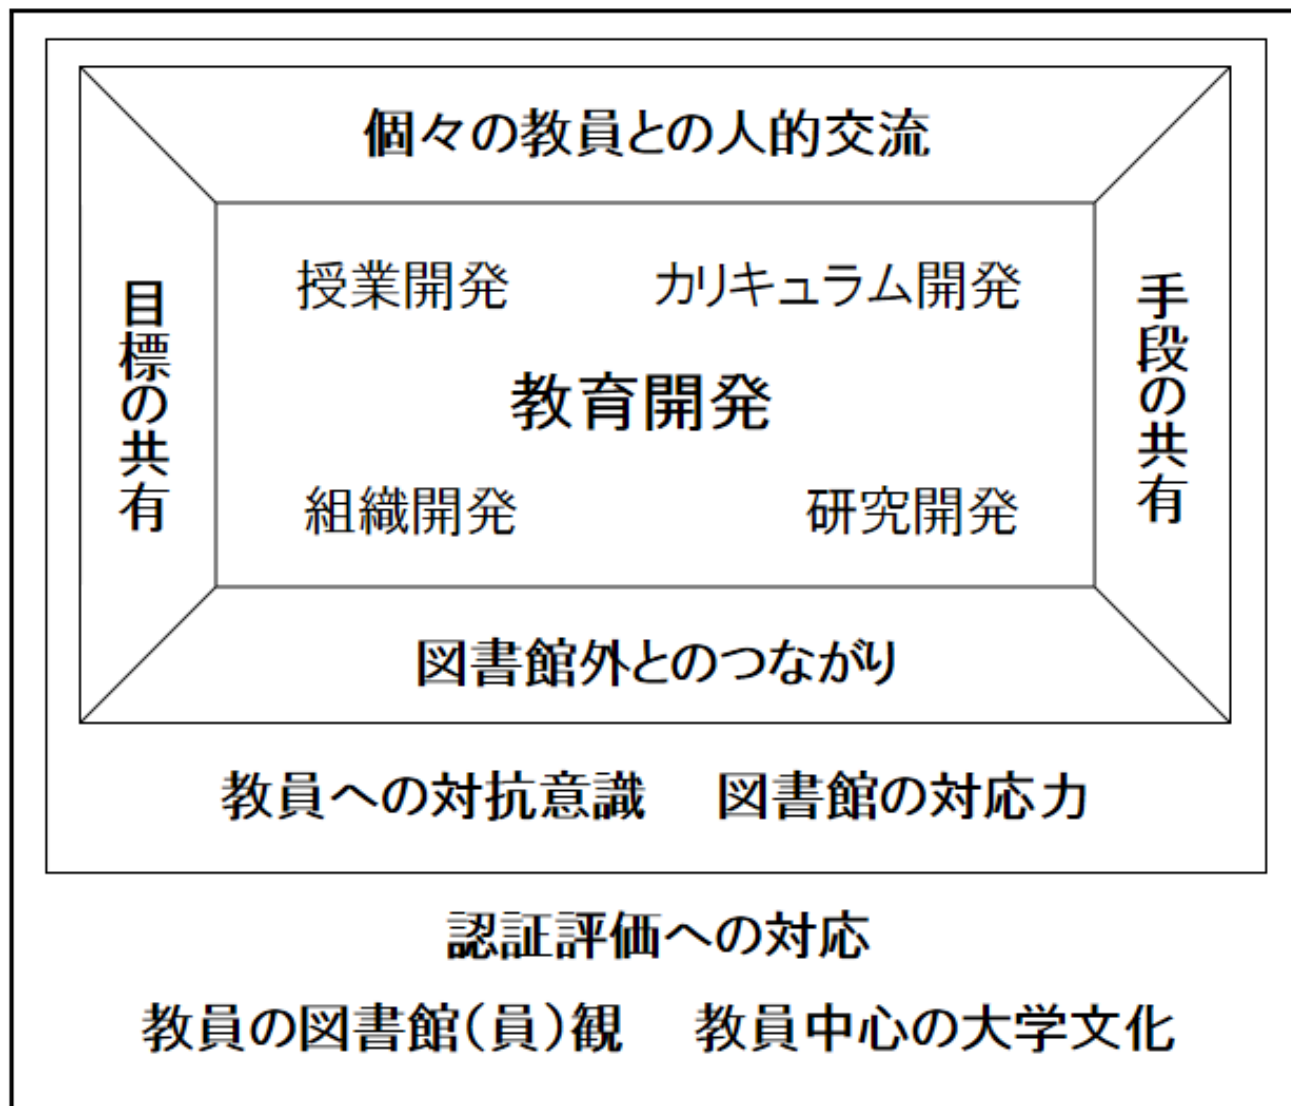 個々の教員との人的交流
目標の共有
授業開発 カリキュラム開発
教育開発
組織開発 研究開発
手段の共有
図書館外とのつながり
教員への対抗意識 図書館の対応力
認証評価への対応
教員の図書館(員)観 教員中心の大学文化